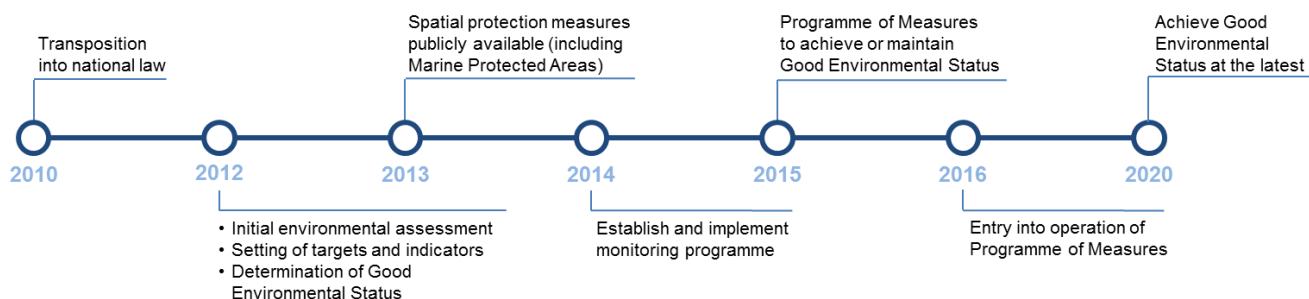 Transposition
into national law
Spatial protection measures
publicly available (including
Marine Protected Areas)
Programme of Measures
to achieve or maintain
Good Environmental Status
Achieve Good
Environmental
Status at the latest
2010
2012
2013
2014
2015
2016
2020
• Initial environmental assessment
• Setting of targets and indicators
• Determination of Good
Environmental Status
Establish and implement
monitoring programme
Entry into operation of
Programme of Measures